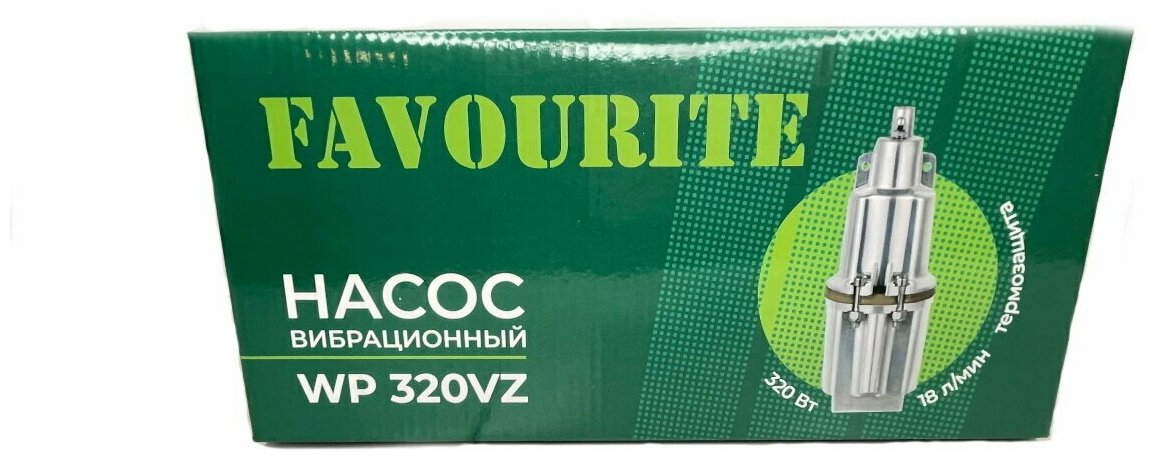 FAVOURITE
НАСОС
ВИБРАЦИОННЫЙ
WP 320VZ
320 Вт
18 л/мин
термозащита